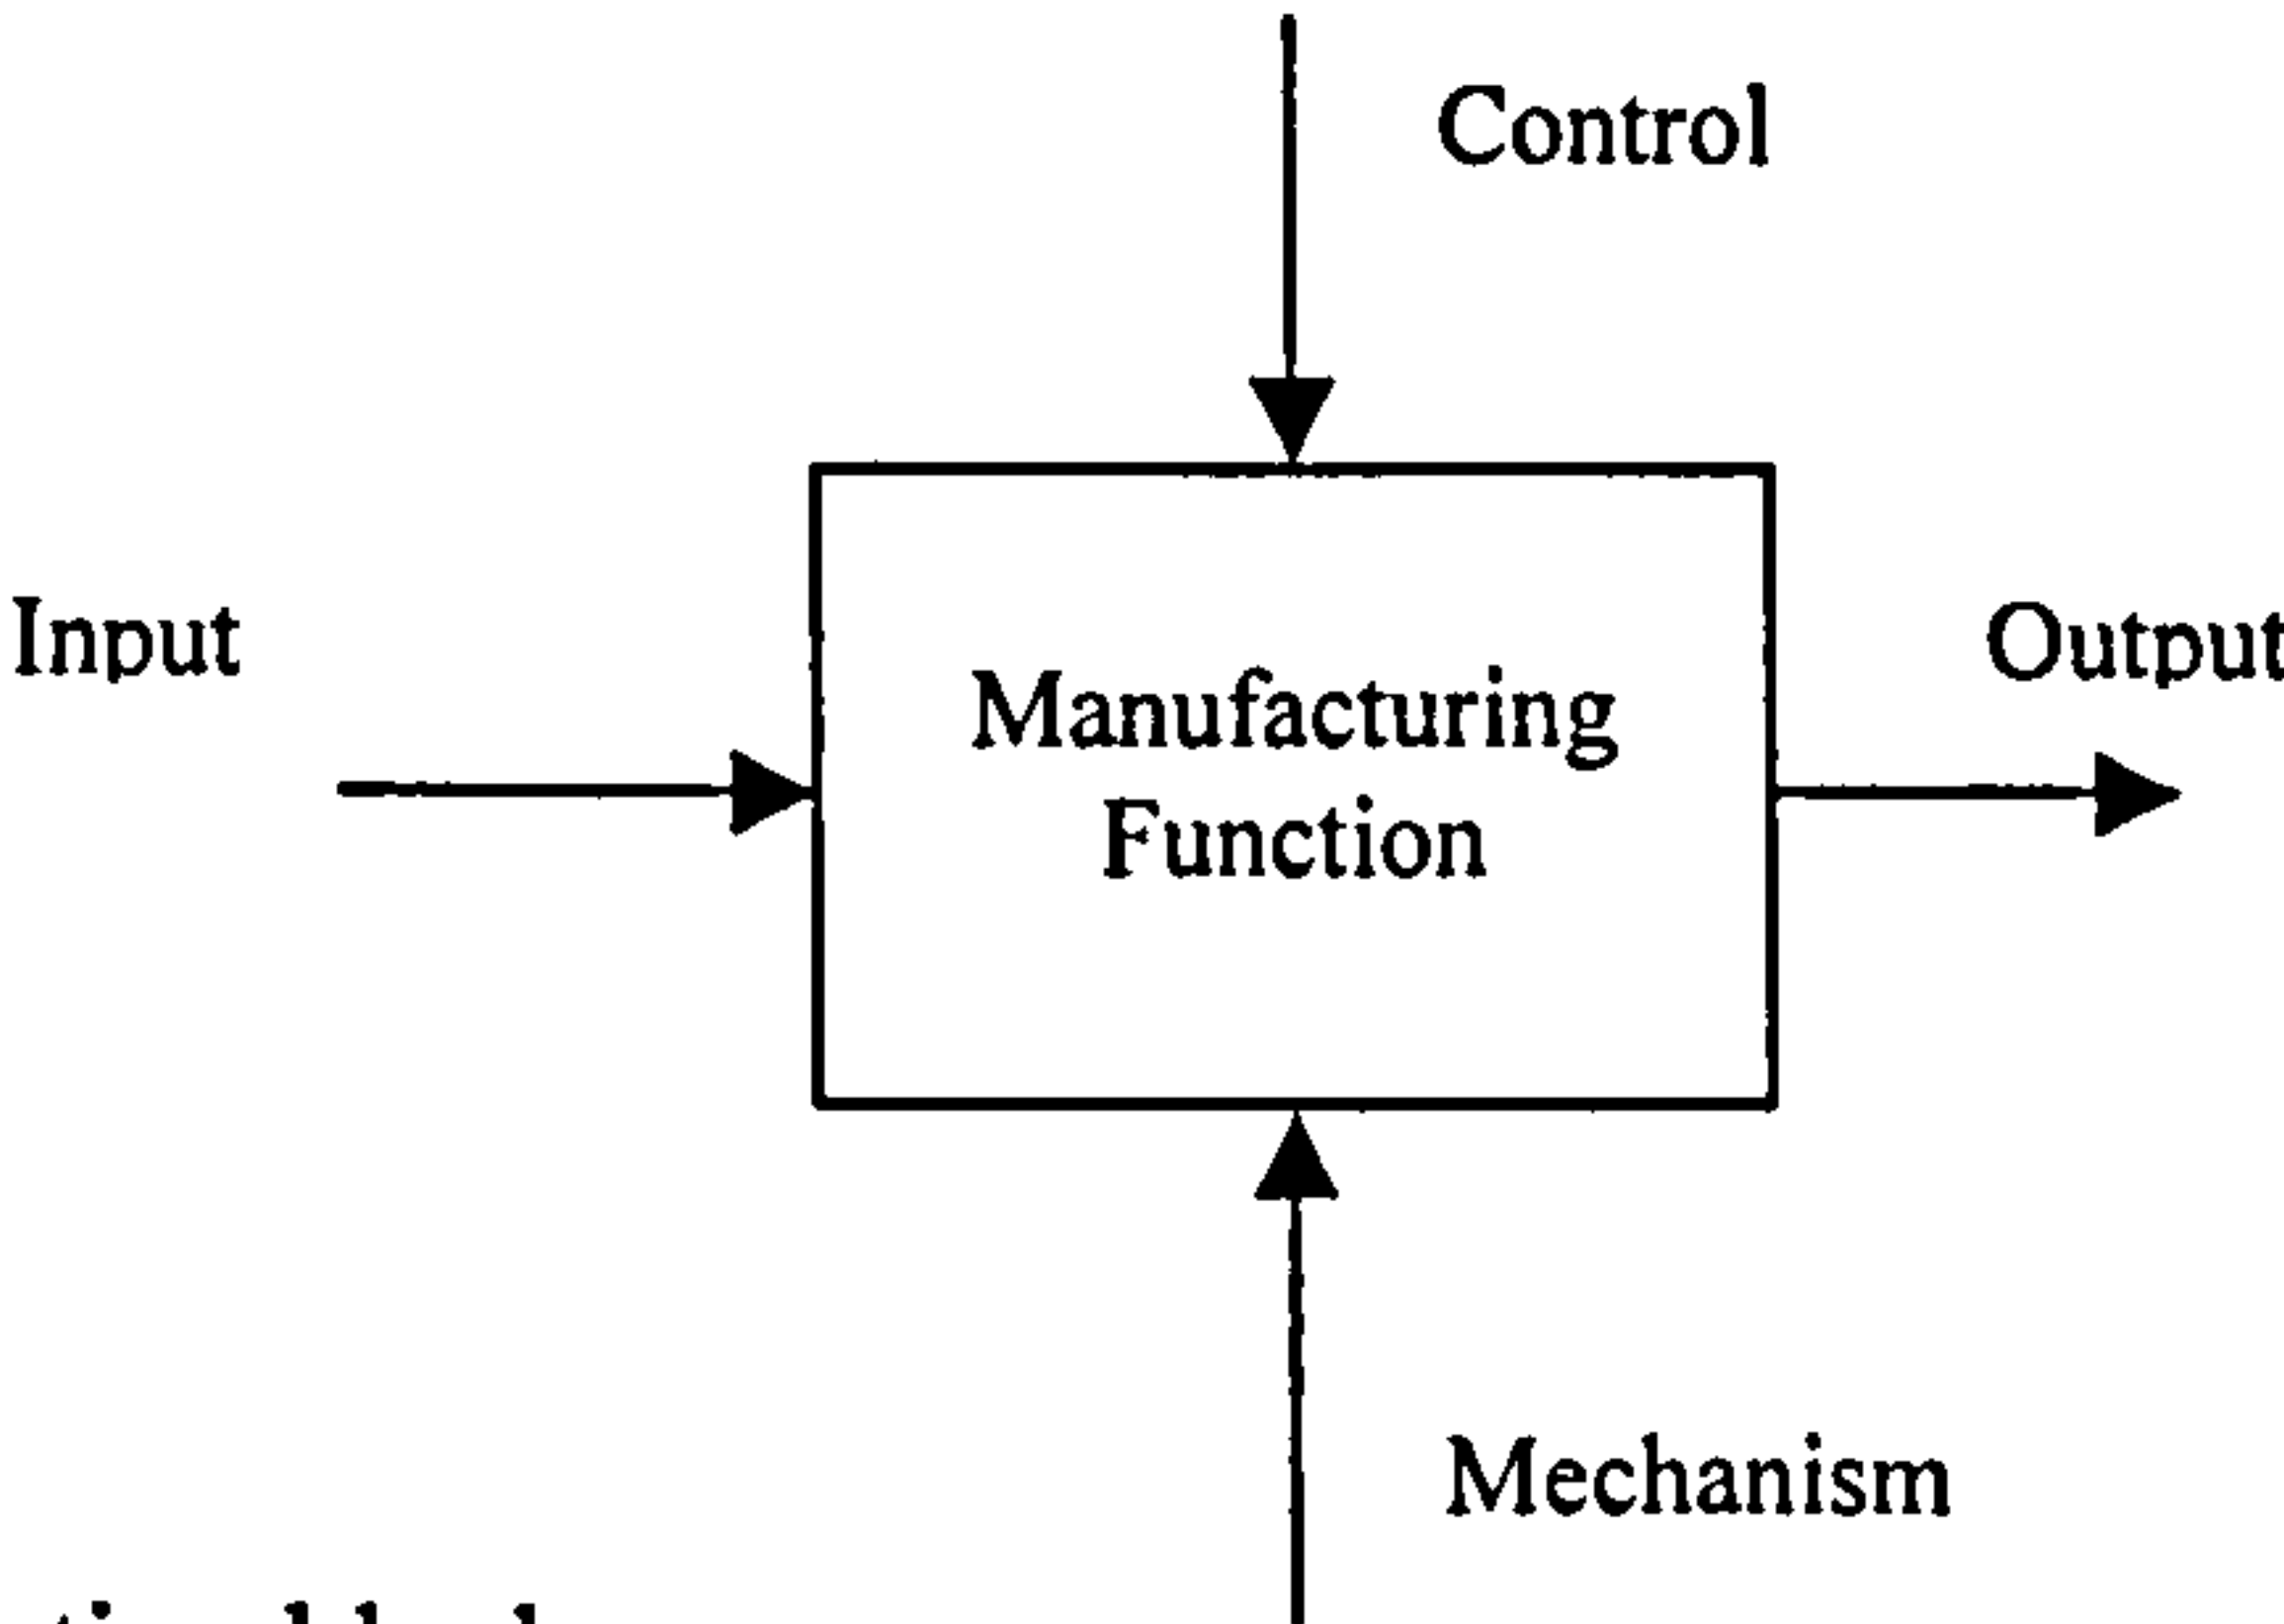 Control
Input
Output
Manufacturing
Function
Mechanism